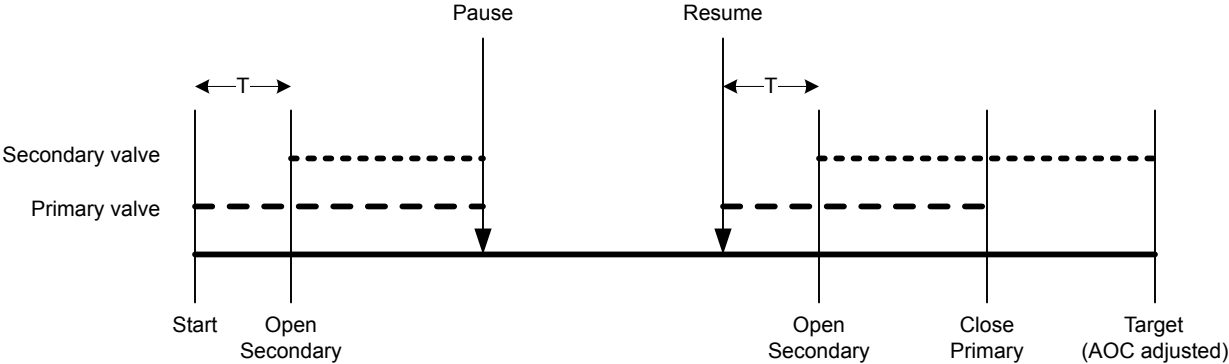 Pause
Resume
T
T
Secondary valve
Primary valve
Start
Open
Secondary
Open
Secondary
Close
Primary
Target
(AOC adjusted)